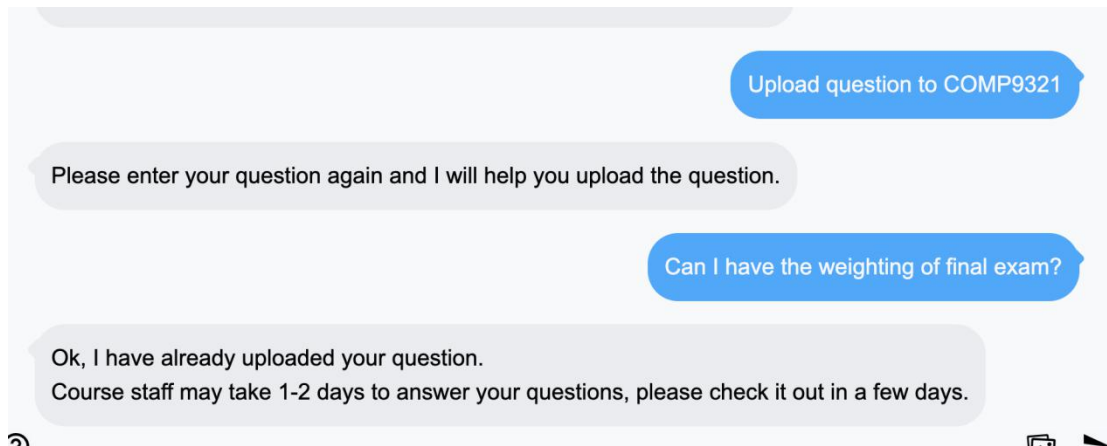 Upload question to COMP9321
Please enter your question again and I will help you upload the question.
Can I have the weighting of final exam?
Ok, I have already uploaded your question.
Course staff may take 1-2 days to answer your questions, please check it out in a few days.